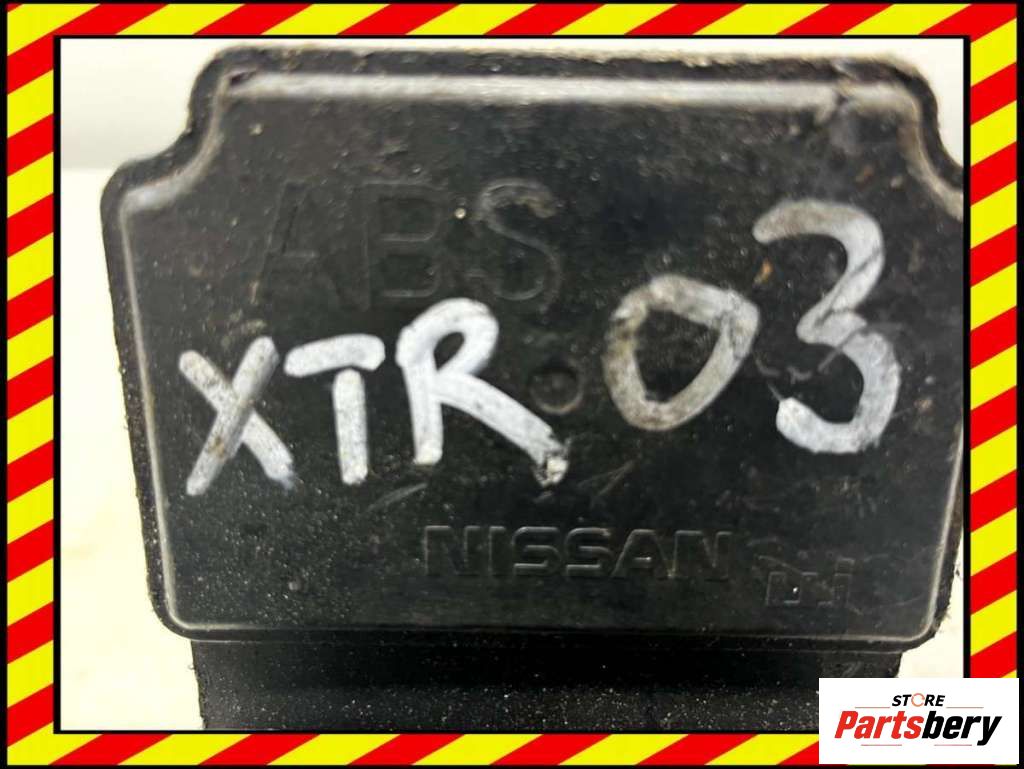 ABS
XTR 03
NISSAN
STORE
Partsbery